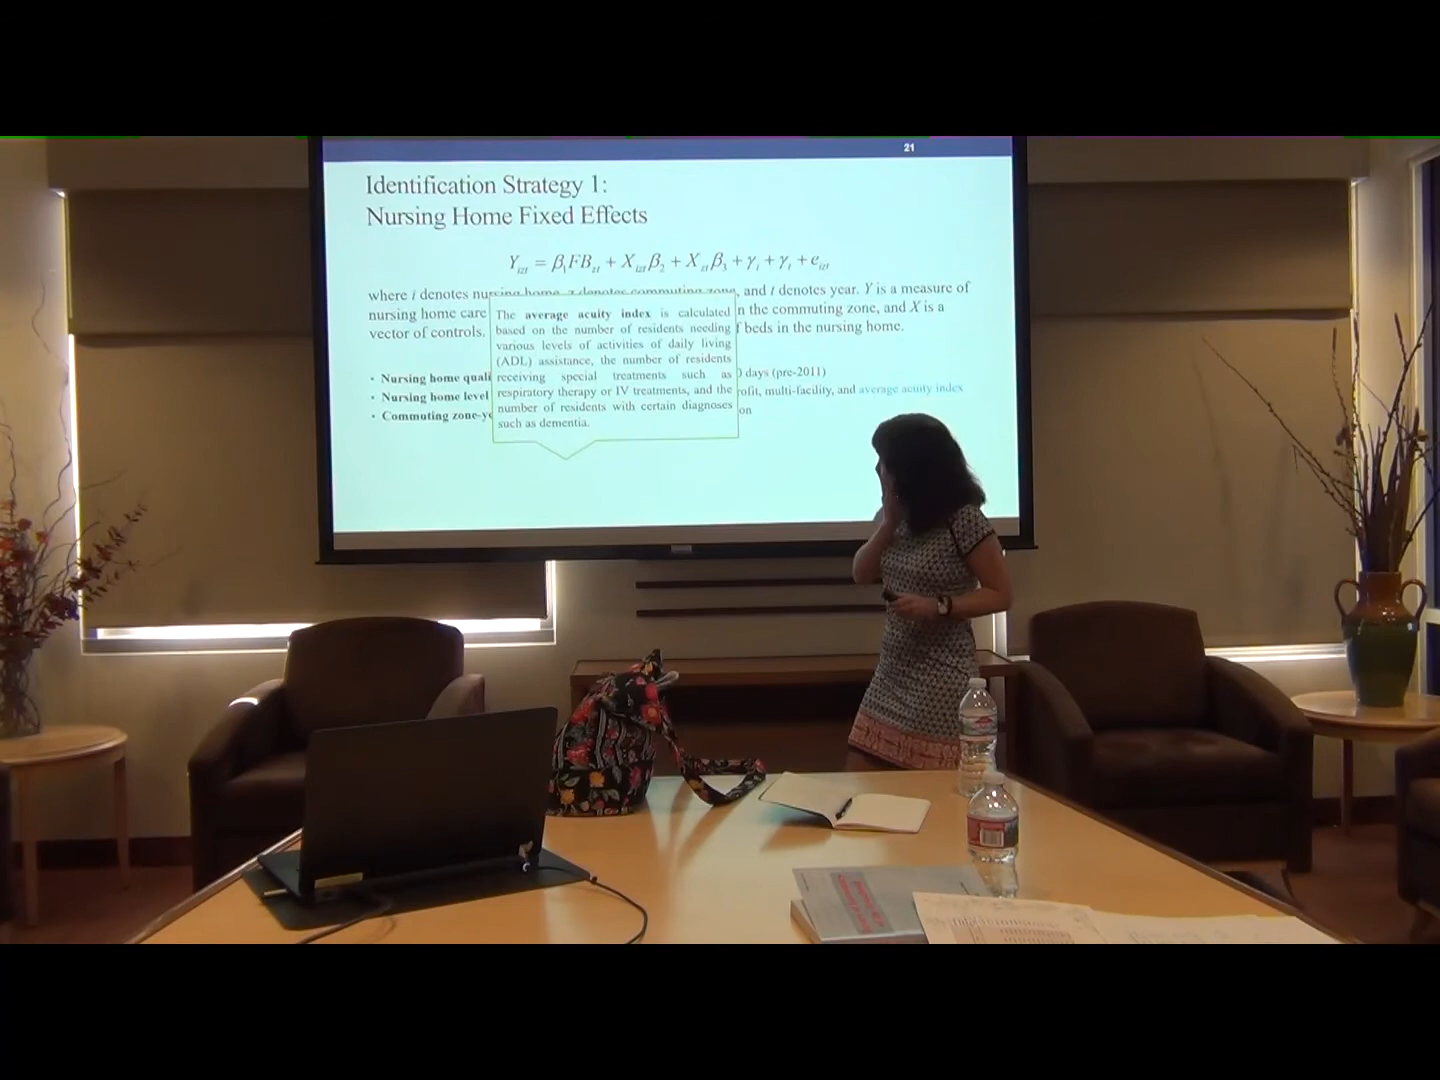 21
Identification Strategy 1:
Nursing Home Fixed Effects
Y_izt = β_1FB_zt + X_izt β_2 + X_zt β_3 + γ_i + γ_t + e_izt
where i denotes nursing home, z denotes commuting zone, and t denotes year. Y is a measure of
nursing home care n the commuting zone, and X is a
vector of controls. f beds in the nursing home.
The average acuity index is calculated
based on the number of residents needing
various levels of activities of daily living
(ADL) assistance, the number of residents
receiving special treatments such as
respiratory therapy or IV treatments, and the
number of residents with certain diagnoses
such as dementia.
• Nursing home quali 0 days (pre-2011)
• Nursing home level rofit, multi-facility, and average acuity index
• Commuting zone-ye on